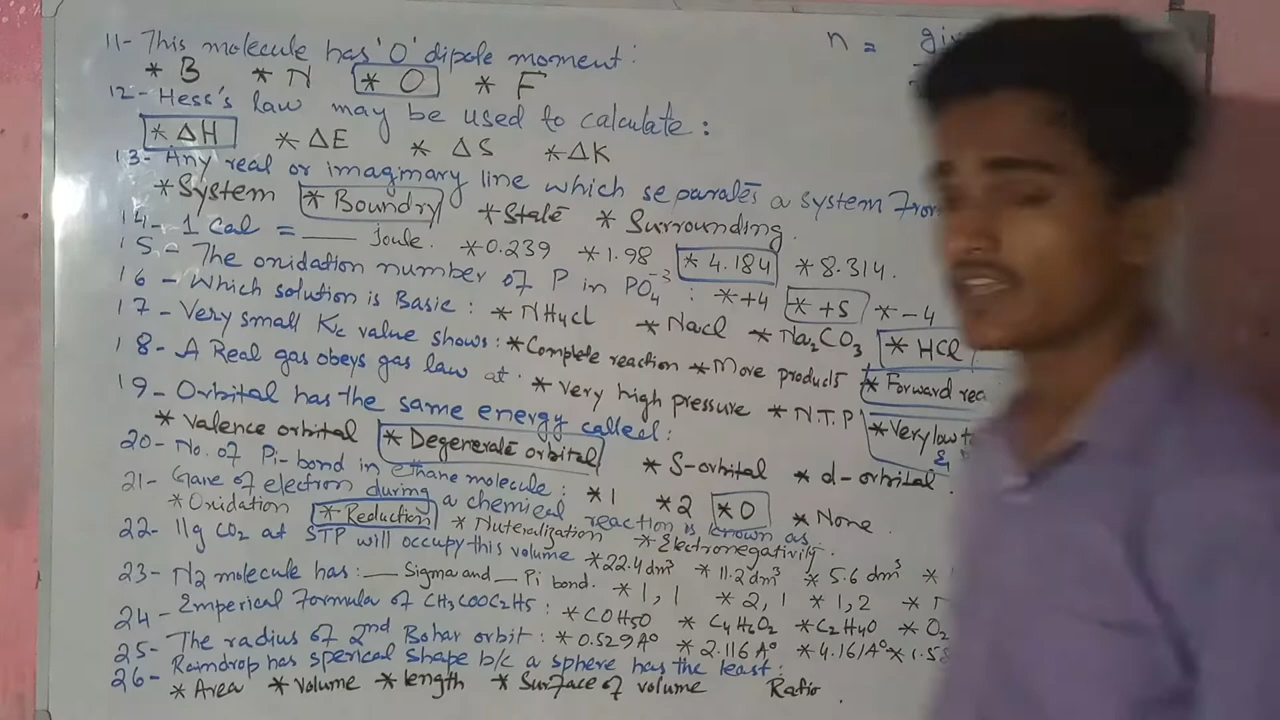 11- This molecule has 'O' dipole moment: n =
* B * N * O * F
12- Hess's law may be used to calculate:
* ΔH * ΔE * ΔS * ΔK
13- Any real or imagmary line which separates a system from
* System * Boundry * State * Surrounding.
14- 1 Cal = ___ Joule. * 0.239 * 1.98 * 4.184 * 8.314.
15- The oxidation number of P in PO₄⁻³: * +4 * +5 * -4
16- Which solution is Basic: * NH4Cl * NaCl * Na₂CO₃ * HCl
17- Very small Kc value shows: * Complete reaction * More products * Forward
18- A Real gas obeys gas law at * Very high pressure * N.T.P * Very low
19- Orbital has the same energy called:
* Valence orbital * Degenerate orbital * S-orbital * d-orbital.
20- No. of Pi-bond in ethane molecule: * 1 * 2 * 0 * None
21- Gane of electron during a chemical reaction is known as
* Oxidation * Reduction * Nuteralization * Electronegativity.
22- 11g CO₂ at STP will occupy this volume * 22.4 dm³ * 11.2 dm³ * 5.6 dm³ *
23- N2 molecule has: ___ Sigma and __ Pi bond. * 1, 1 * 2, 1 * 1, 2 *
24- Emperical Formula of CH₃COOC₂H₅: * COH50 * C₄H₆O₂ * C₂H₄O * O₂
25- The radius of 2nd Bohar orbit: * 0.529A° * 2.116A° * 4.161A° *
26- Raindrop has sperical shape b/c a sphere has the least:
* Area * volume * length * Surface of volume Ratio.